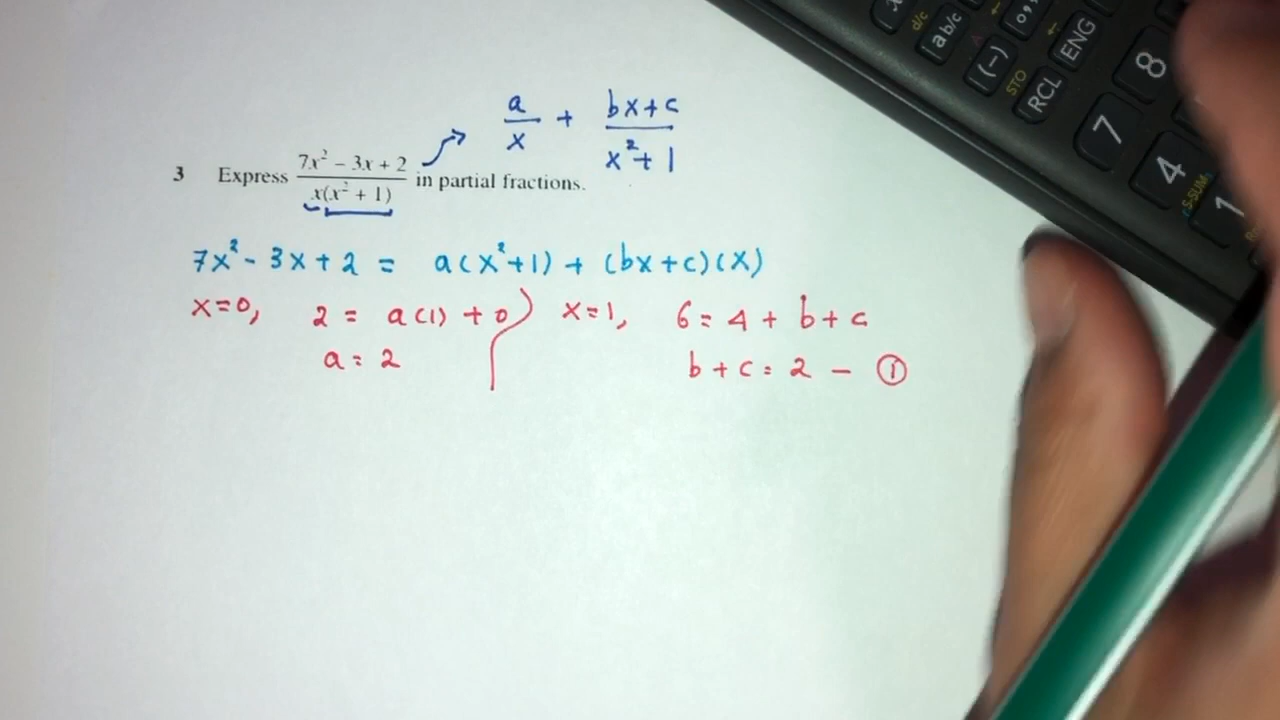 a/x + bx+c/x²+1
3 Express 7x² − 3x + 2/x(x² + 1) in partial fractions.
7x² - 3x + 2 = a(x²+1) + (bx+c)(x)
x=0, 2 = a(1) + 0 x=1, 6 = 4 + b+c
a = 2 b + c = 2 - ①
d/c
a b/c
(−)
STO
RCL
ENG
7
8
4
S-SUM
1